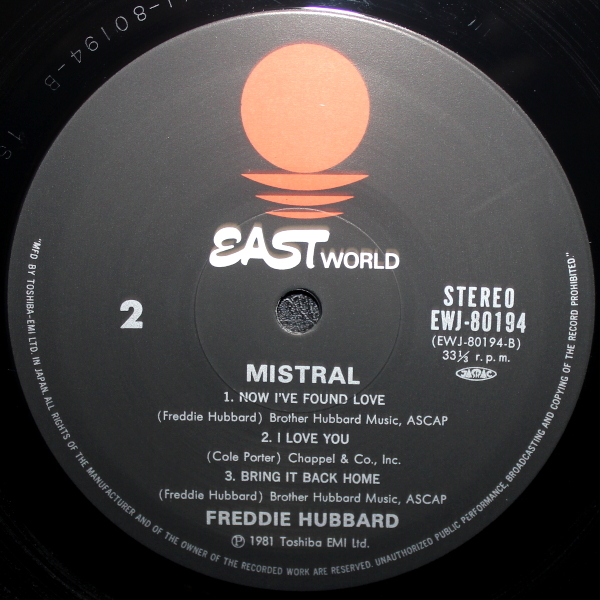 EWJ-80194-B 1S
EAST WORLD
2
STEREO
EWJ-80194
(EWJ-80194-B)
33⅓ r.p.m.
JASRAC
MISTRAL
1. NOW I'VE FOUND LOVE
(Freddie Hubbard) Brother Hubbard Music, ASCAP
2. I LOVE YOU
(Cole Porter) Chappel & Co., Inc.
3. BRING IT BACK HOME
(Freddie Hubbard) Brother Hubbard Music, ASCAP
FREDDIE HUBBARD
Ⓟ 1981 Toshiba EMI Ltd.
"MFD. BY TOSHIBA-EMI LTD. IN JAPAN. ALL RIGHTS OF THE MANUFACTURER AND OF THE OWNER OF THE RECORDED WORK ARE RESERVED. UNAUTHORIZED PUBLIC PERFORMANCE, BROADCASTING AND COPYING OF THE RECORD PROHIBITED."